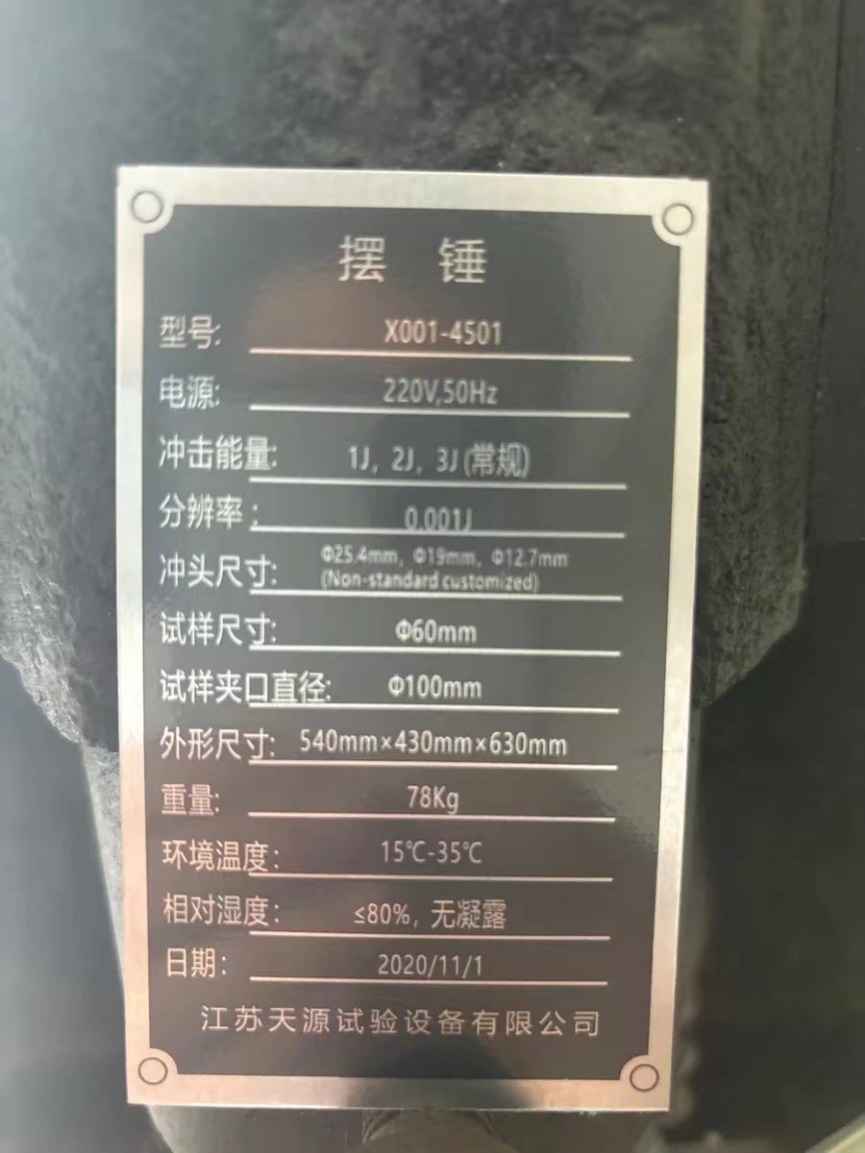 摆 锤
型号: X001-4501
电源: 220V,50Hz
冲击能量: 1J, 2J, 3J (常规)
分辨率: 0.001J
冲头尺寸: Φ25.4mm, Φ19mm, Φ12.7mm
(Non-standard customized)
试样尺寸: Φ60mm
试样夹口直径: Φ100mm
外形尺寸: 540mm×430mm×630mm
重量: 78Kg
环境温度: 15℃-35℃
相对湿度: ≤80%, 无凝露
日期: 2020/11/1
江苏天源试验设备有限公司